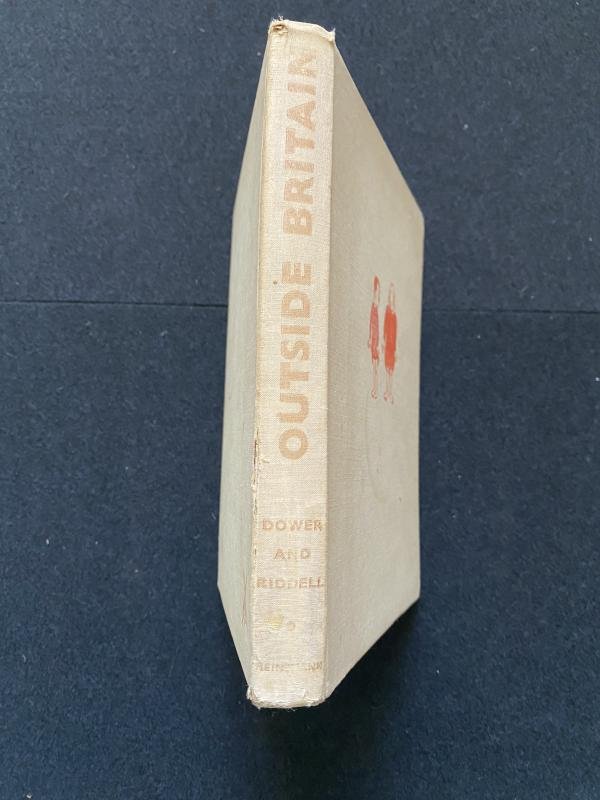 OUTSIDE BRITAIN
DOWER
AND
RIDDELL
HEINEMANN